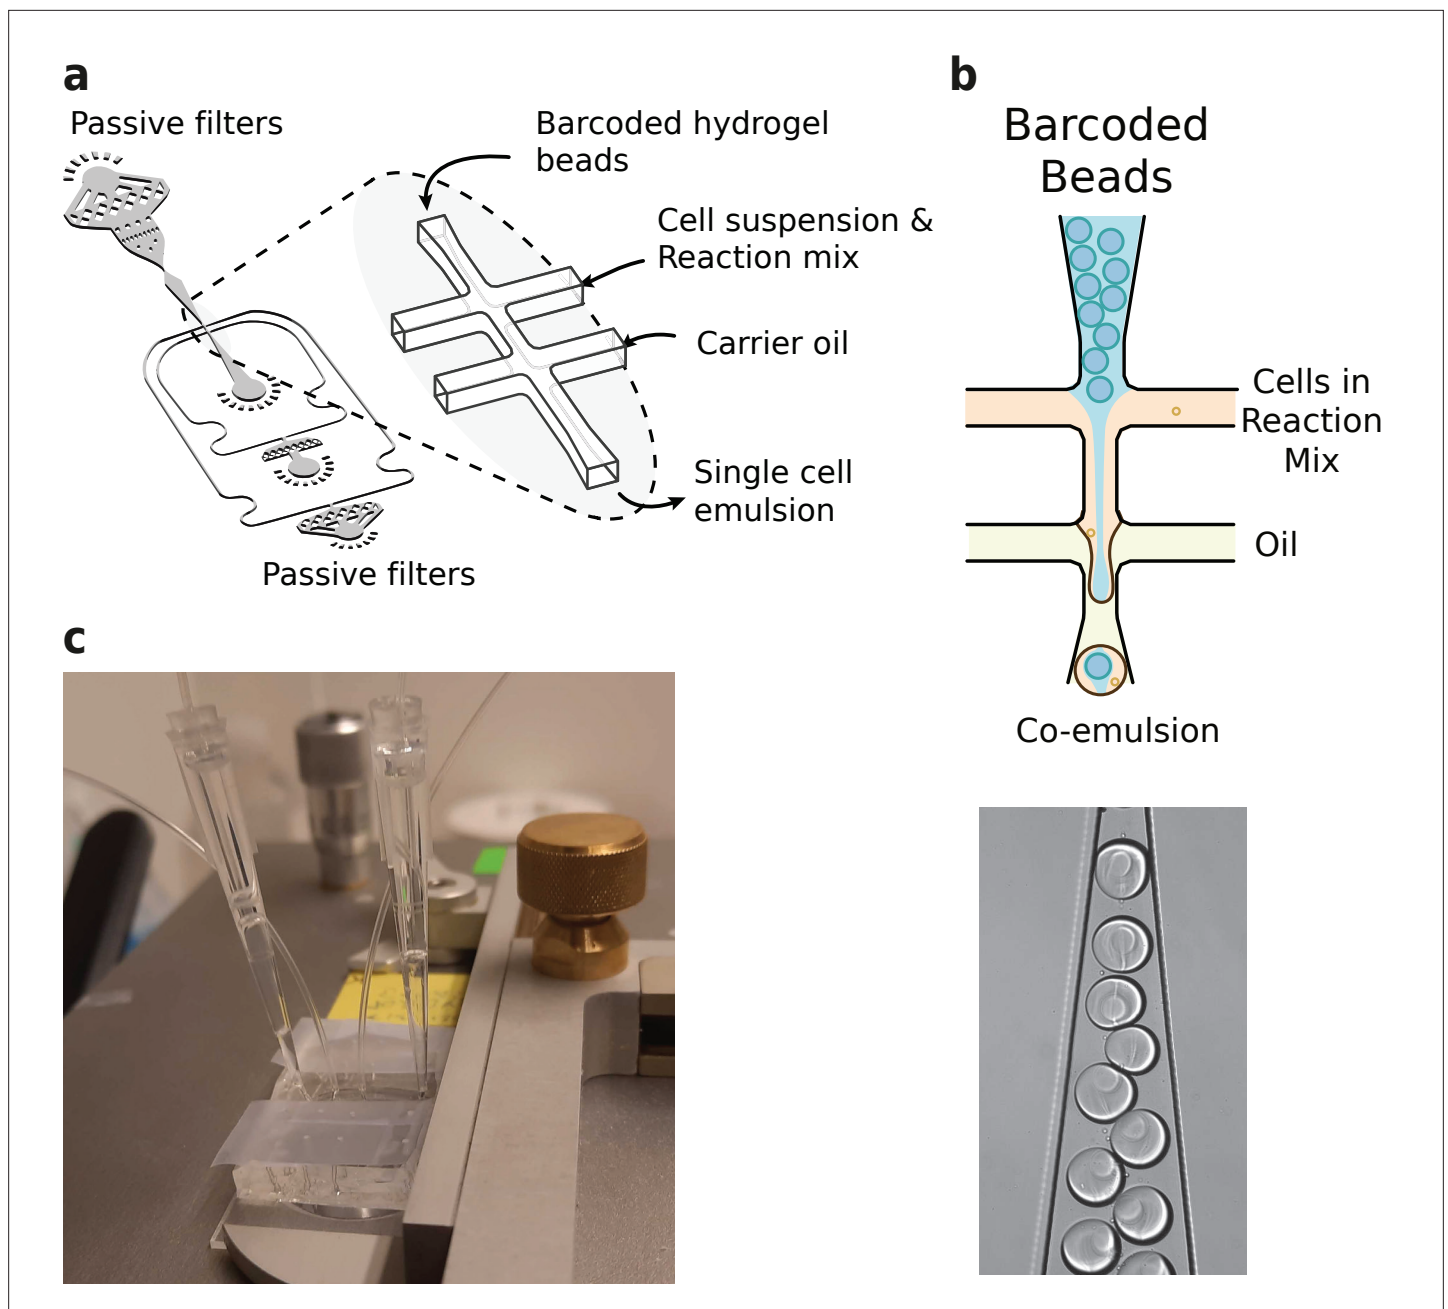 a
Passive filters
Barcoded hydrogel
beads
Cell suspension &
Reaction mix
Carrier oil
Single cell
emulsion
Passive filters
b
Barcoded
Beads
Cells in
Reaction
Mix
Oil
Co-emulsion
c